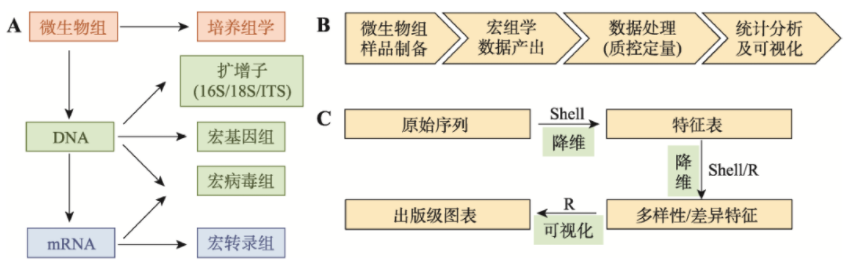 A
微生物组
培养组学
扩增子
(16S/18S/ITS)
DNA
宏基因组
宏病毒组
mRNA
宏转录组
B
微生物组
样品制备
宏组学
数据产出
数据处理
(质控定量)
统计分析
及可视化
C
原始序列
Shell
降维
特征表
降
维
Shell/R
多样性/差异特征
R
可视化
出版级图表